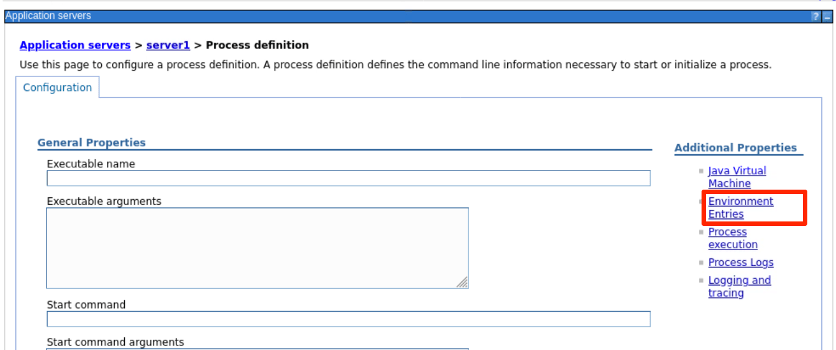 Application servers
? –
Application servers > server1 > Process definition
Use this page to configure a process definition. A process definition defines the command line information necessary to start or initialize a process.
Configuration
General Properties
Executable name
Executable arguments
Start command
Start command arguments
Additional Properties
Java Virtual
Machine
Environment
Entries
Process
execution
Process Logs
Logging and
tracing